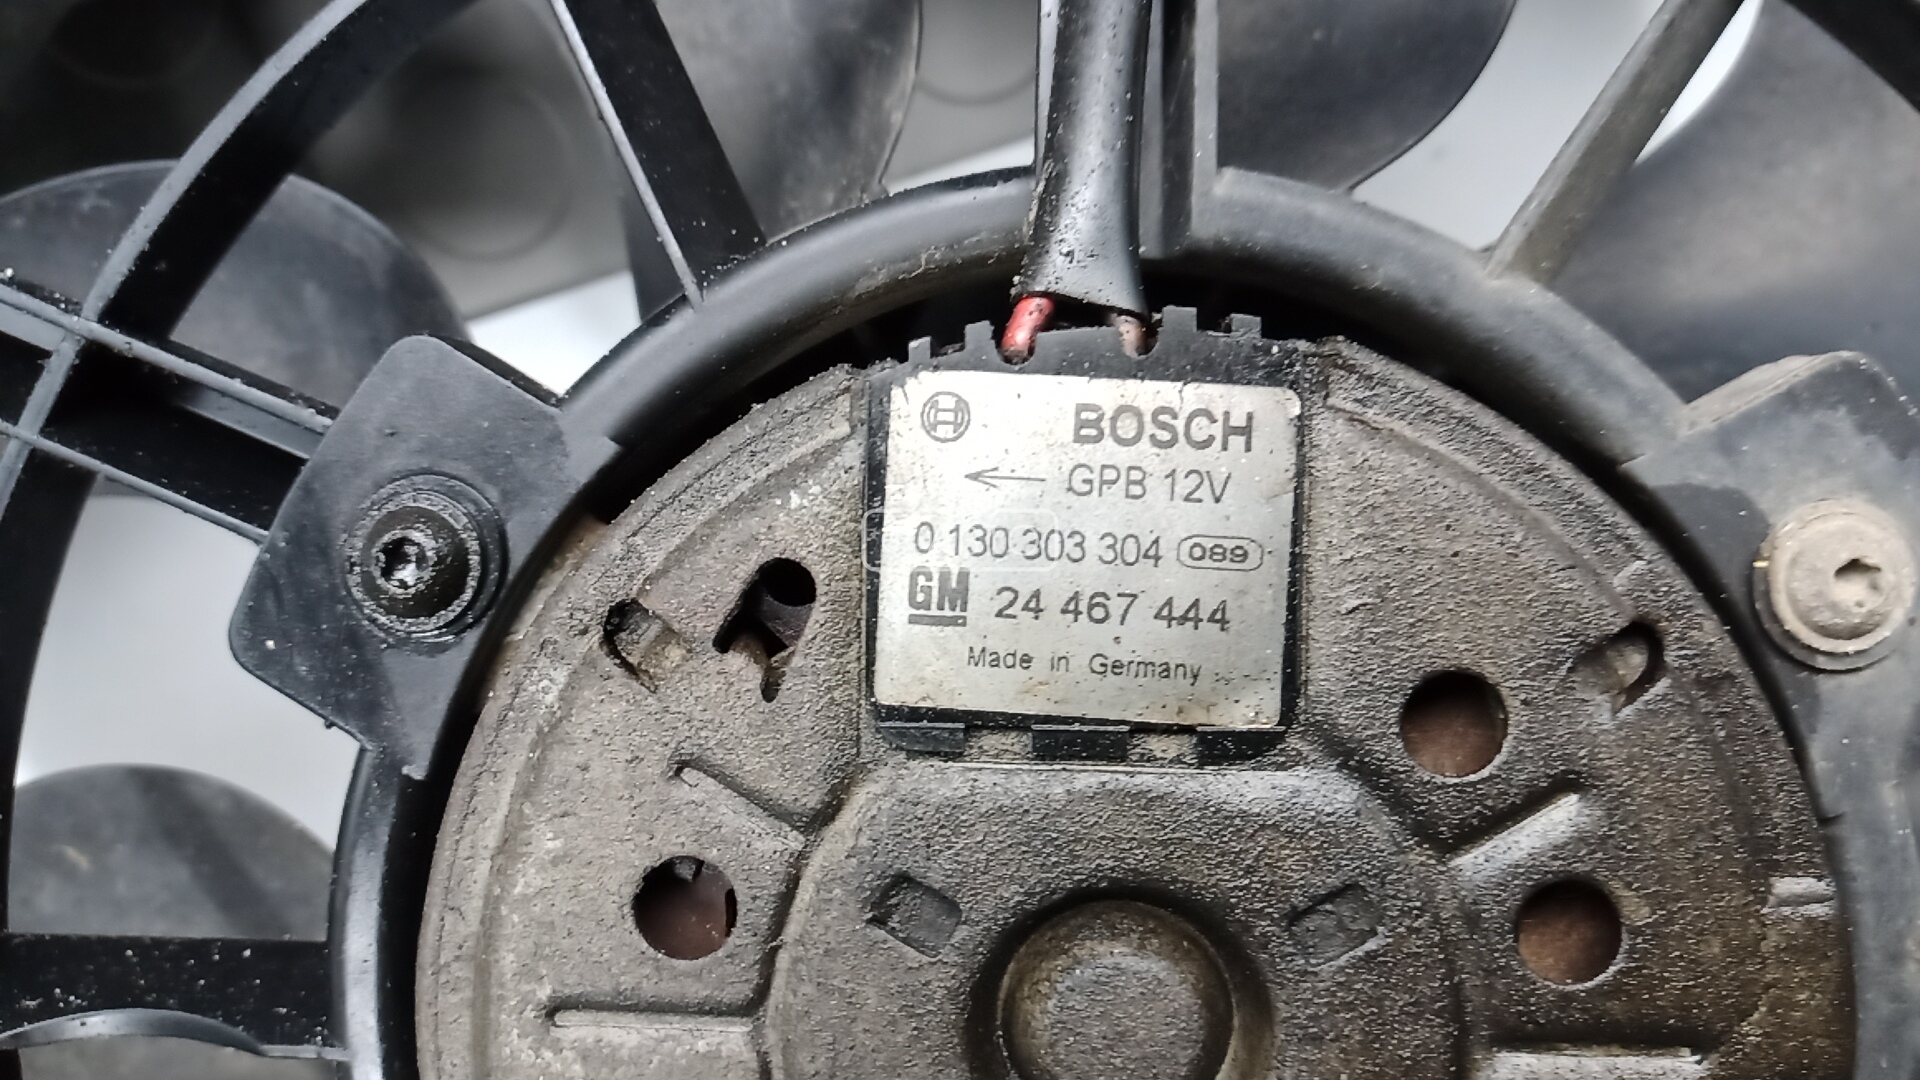 BOSCH
GPB 12V
0 130 303 304 089
GM 24 467 444
Made in Germany